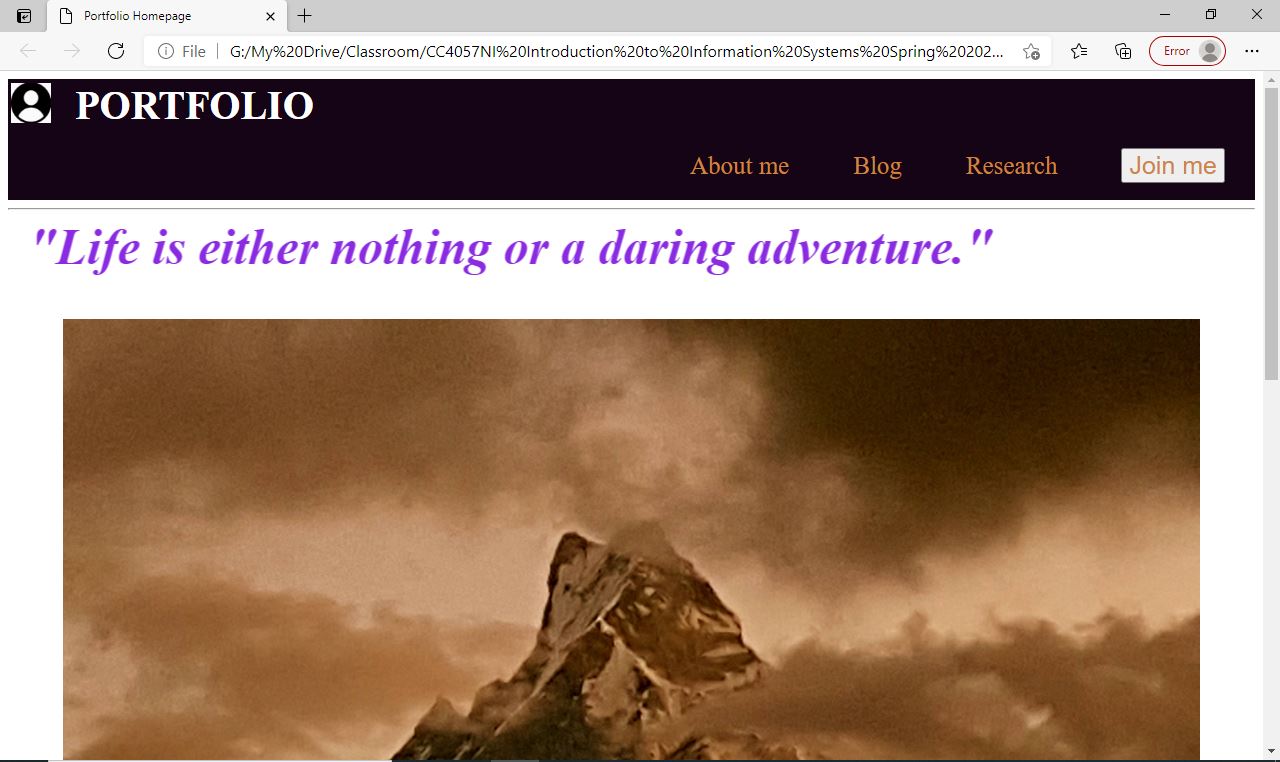 Portfolio Homepage
File
G:/My%20Drive/Classroom/CC4057NI%20Introduction%20to%20Infonnation%20Systems%20Spring%20202...
Error
PORTFOLIO
About me
Blog
Research
Join me
"Life is either nothing or a daring adventure."